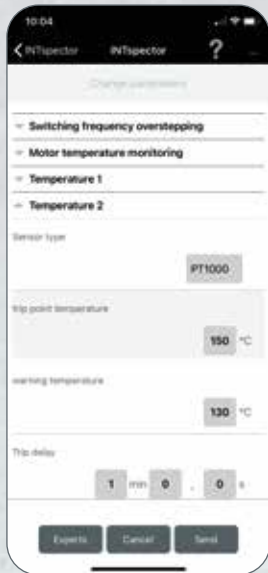 10:04
INTspector INTspector ?
Change parameters
Switching frequency overstepping
Motor temperature monitoring
Temperature 1
Temperature 2
Sensor type
PT1000
trip point temperature
150 °C
warning temperature
130 °C
Trip delay
1 min 0 . 0 s
Experts Cancel Send